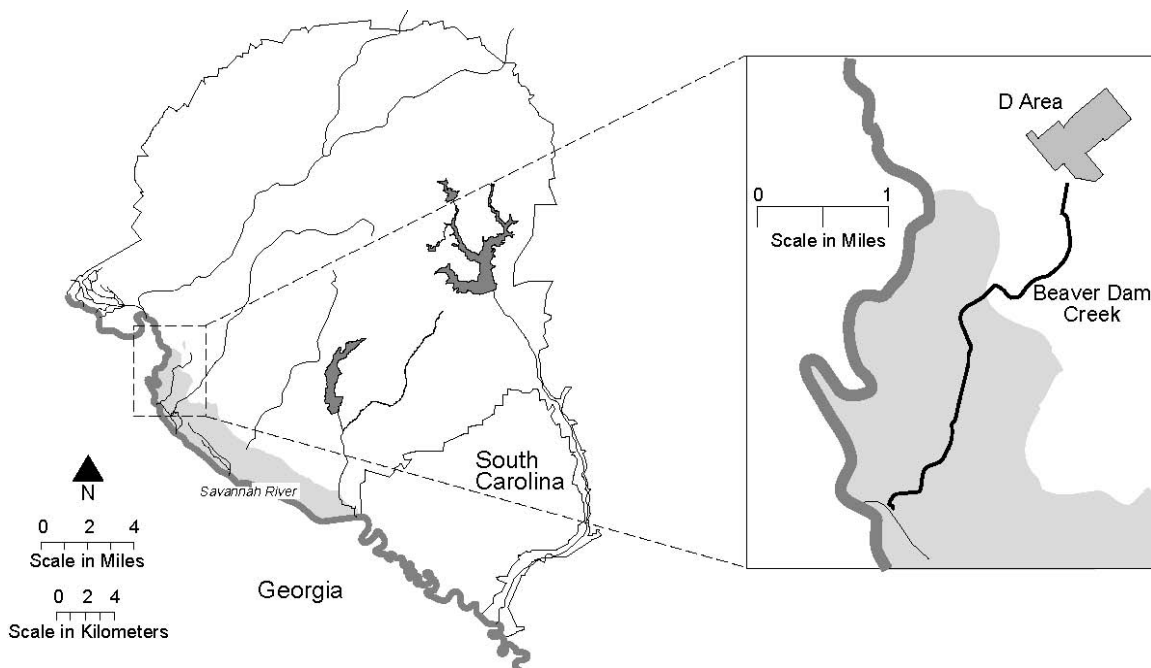 South
Carolina
Savannah River
Georgia
N
0 2 4
Scale in Miles
0 2 4
Scale in Kilometers
D Area
0 1
Scale in Miles
Beaver Dam
Creek